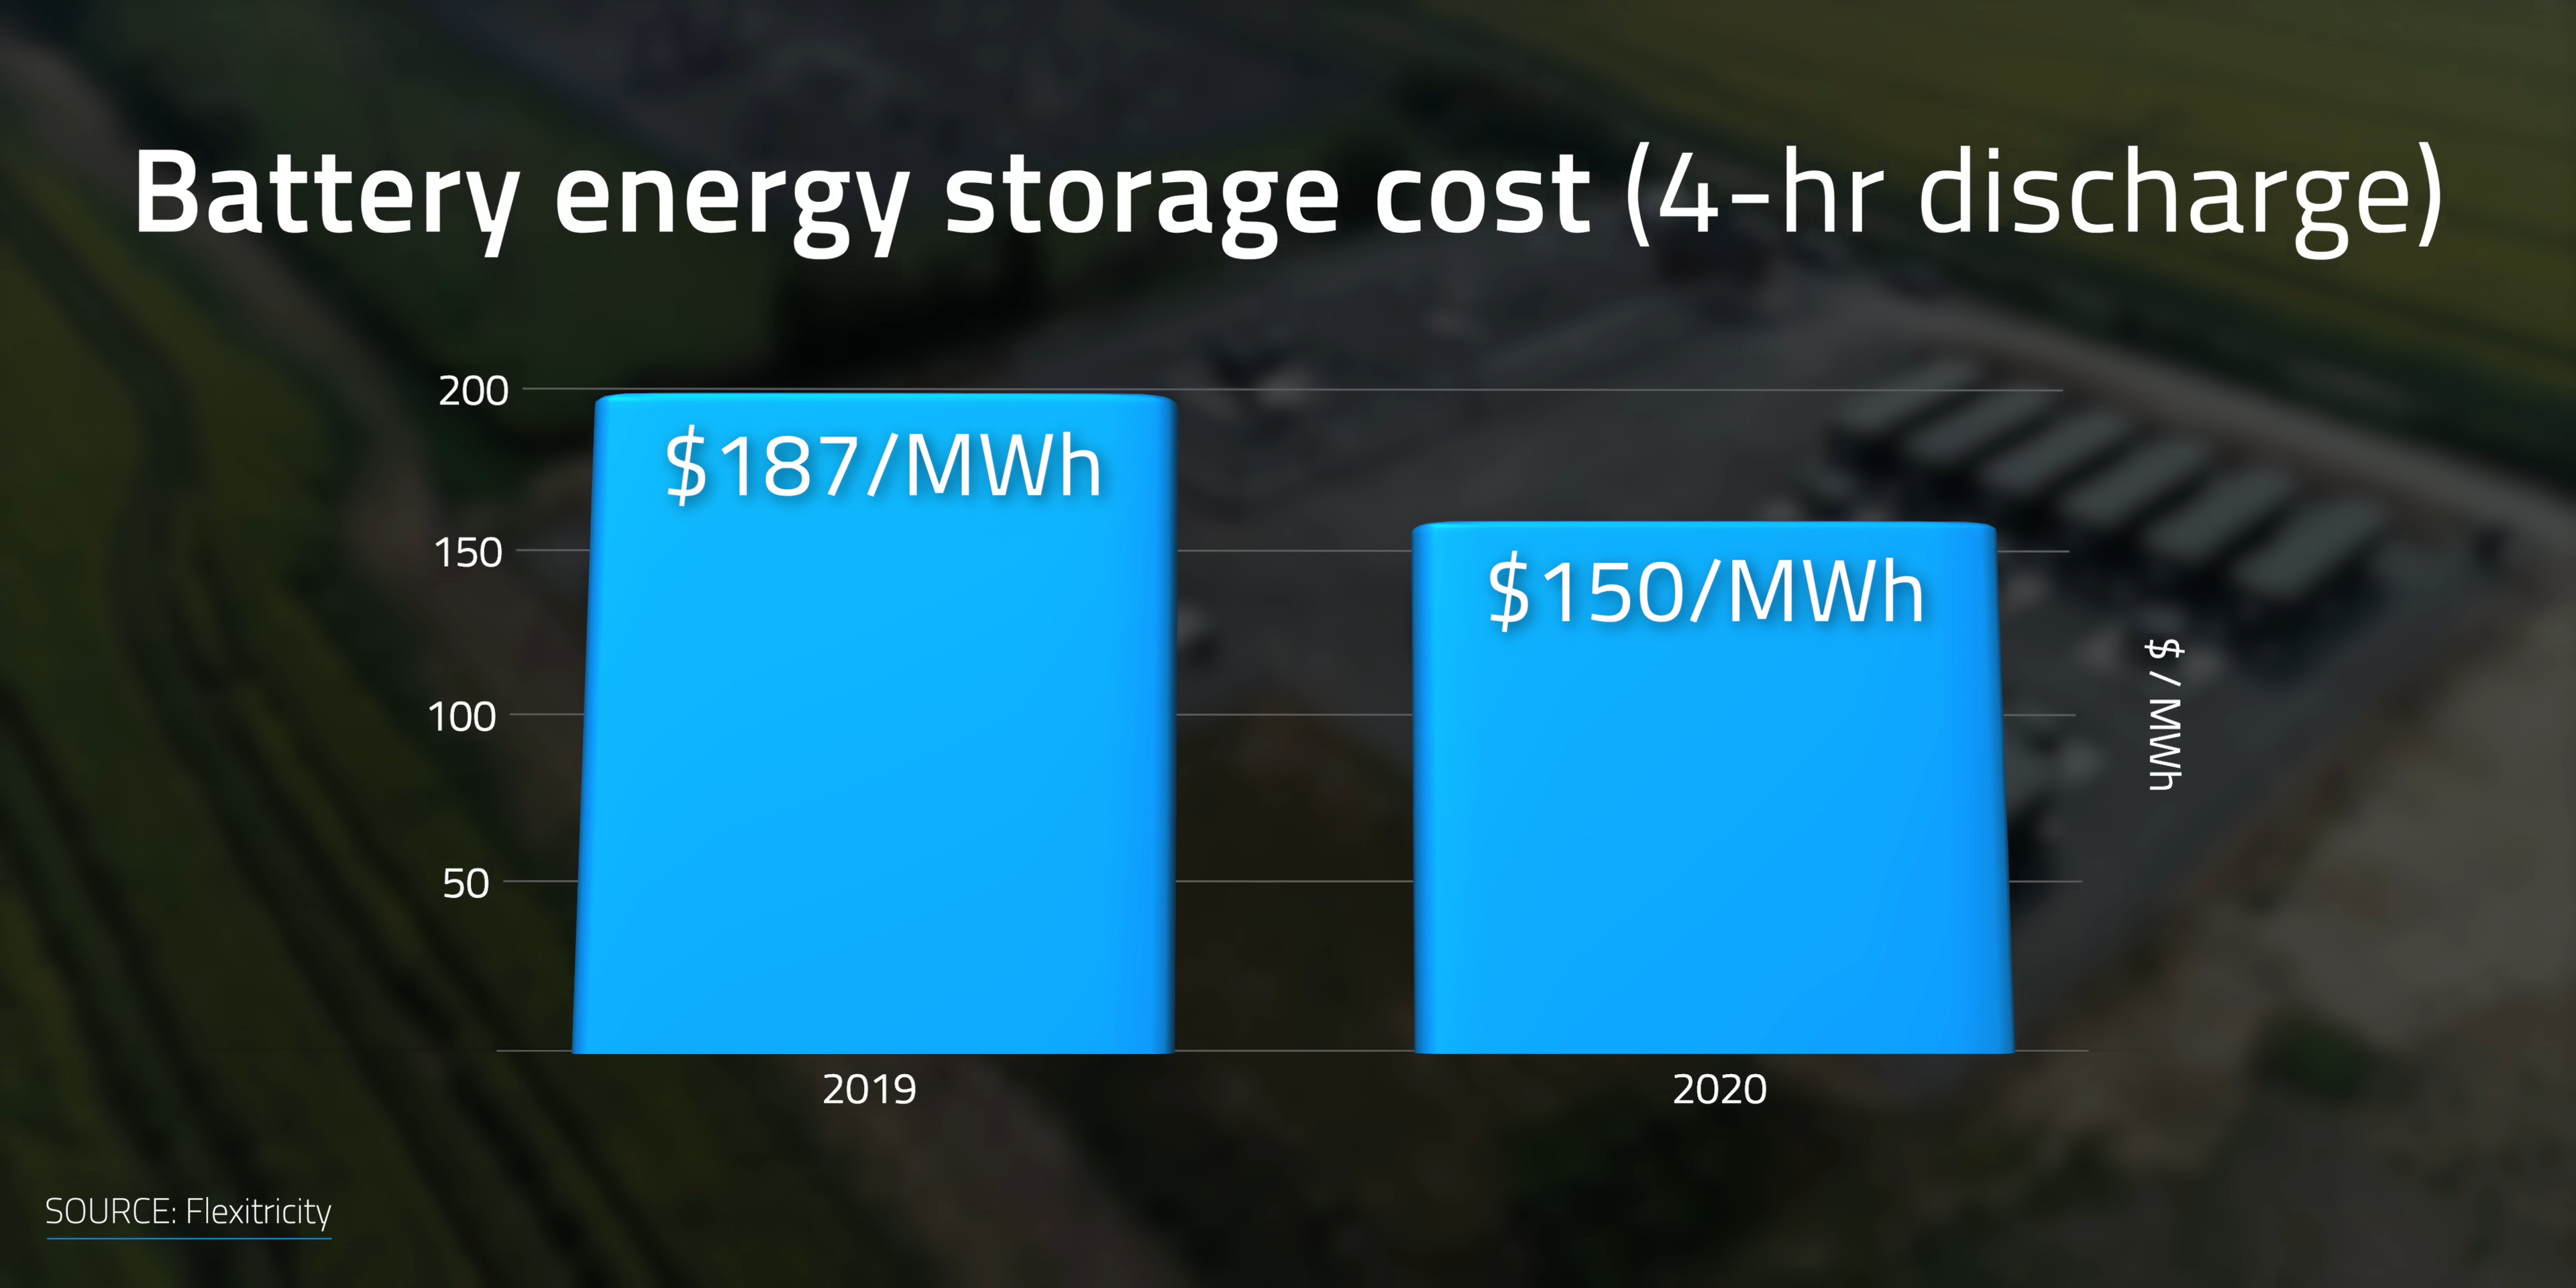 Battery energy storage cost (4-hr discharge)
200
$187/MWh
150
$150/MWh
100
50
$ / MWh
2019
2020
SOURCE: Flexitricity